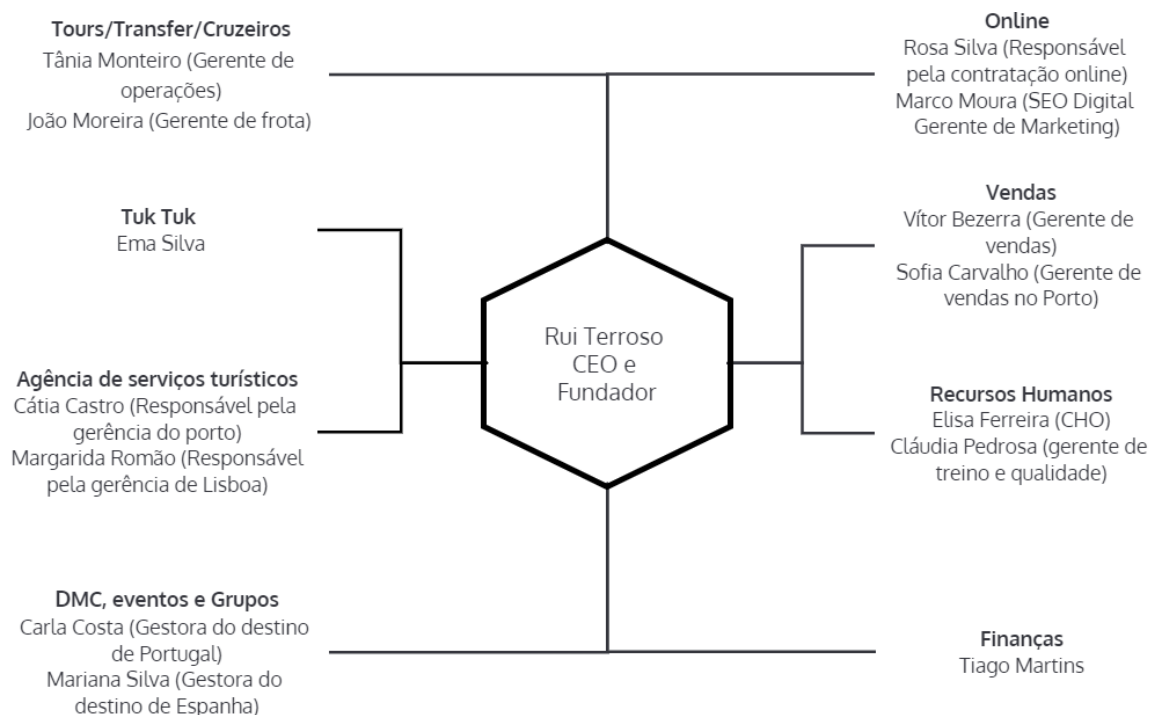 Tours/Transfer/Cruzeiros
Tânia Monteiro (Gerente de
operações)
João Moreira (Gerente de frota)
Tuk Tuk
Ema Silva
Agência de serviços turísticos
Cátia Castro (Responsável pela
gerência do porto)
Margarida Romão (Responsável
pela gerência de Lisboa)
DMC, eventos e Grupos
Carla Costa (Gestora do destino
de Portugal)
Mariana Silva (Gestora do
destino de Espanha)
Rui Terroso
CEO e
Fundador
Online
Rosa Silva (Responsável
pela contratação online)
Marco Moura (SEO Digital
Gerente de Marketing)
Vendas
Vítor Bezerra (Gerente de
vendas)
Sofia Carvalho (Gerente de
vendas no Porto)
Recursos Humanos
Elisa Ferreira (CHO)
Cláudia Pedrosa (gerente de
treino e qualidade)
Finanças
Tiago Martins